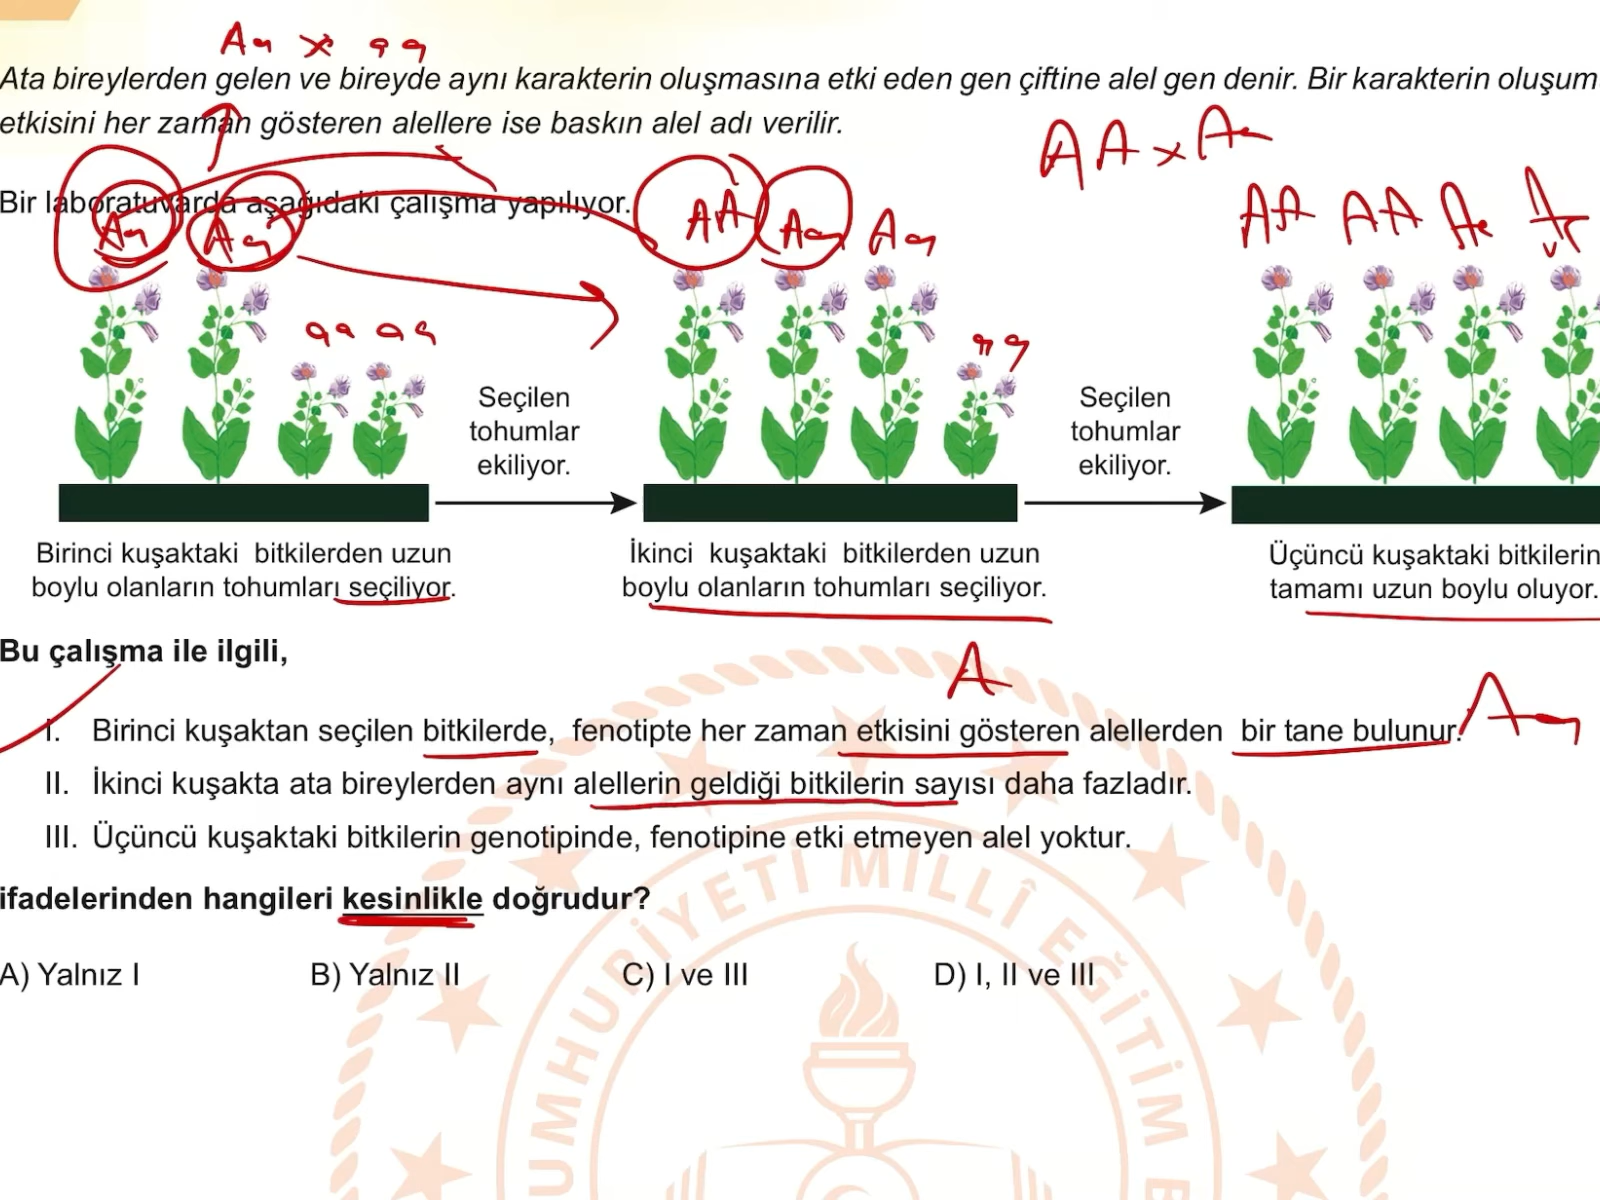 Aa x aa
Ata bireylerden gelen ve bireyde aynı karakterin oluşmasına etki eden gen çiftine alel gen denir. Bir karakterin oluşum
etkisini her zaman gösteren alellere ise baskın alel adı verilir.
AA x Aa
Bir laboratuvarda aşağıdaki çalışma yapılıyor.
Aa Aa AA Aa Aa AA AA Aa
aa aa aa
Seçilen
tohumlar
ekiliyor.
Seçilen
tohumlar
ekiliyor.
Birinci kuşaktaki bitkilerden uzun
boylu olanların tohumları seçiliyor.
İkinci kuşaktaki bitkilerden uzun
boylu olanların tohumları seçiliyor.
Üçüncü kuşaktaki bitkilerin
tamamı uzun boylu oluyor.
Bu çalışma ile ilgili,
A
I. Birinci kuşaktan seçilen bitkilerde, fenotipte her zaman etkisini gösteren alellerden bir tane bulunur. Aa
II. İkinci kuşakta ata bireylerden aynı alellerin geldiği bitkilerin sayısı daha fazladır.
III. Üçüncü kuşaktaki bitkilerin genotipinde, fenotipine etki etmeyen alel yoktur.
ifadelerinden hangileri kesinlikle doğrudur?
A) Yalnız I B) Yalnız II C) I ve III D) I, II ve III
UMHURİYETİ MİLLÎ EĞİTİM B